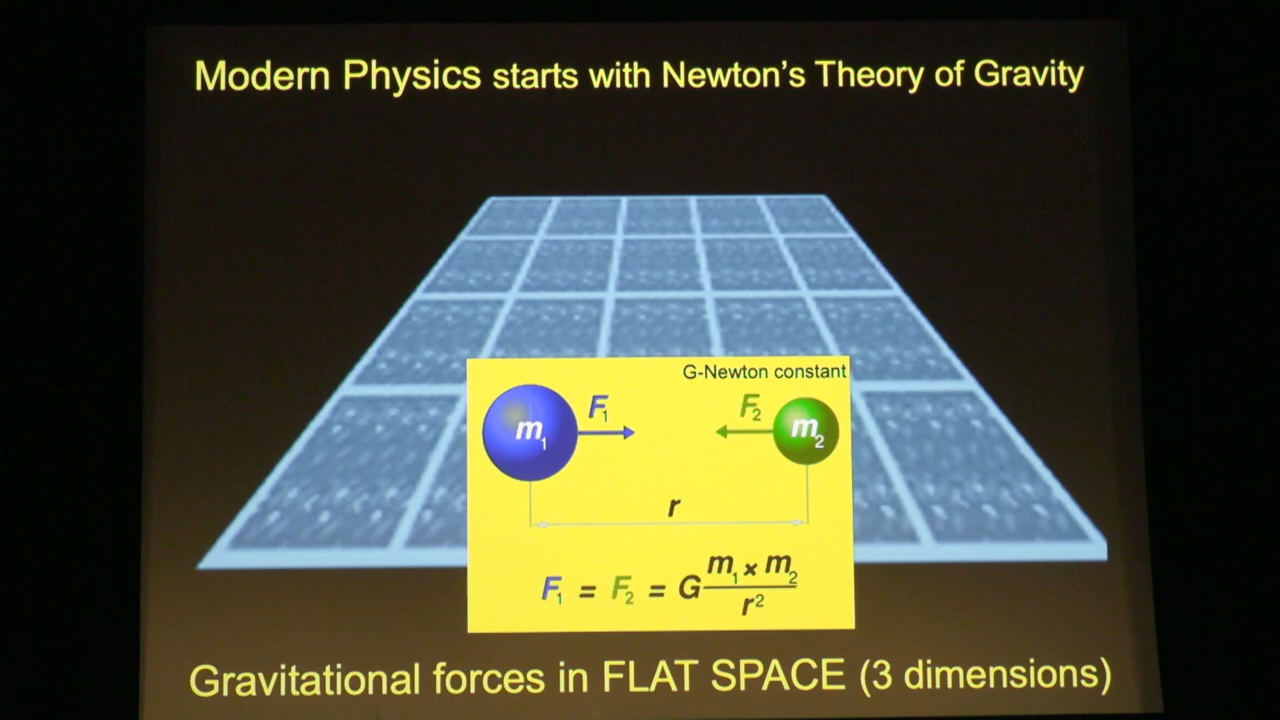 Modern Physics starts with Newton's Theory of Gravity
G-Newton constant
F₁
F₂
m₁
m₂
r
F₁ = F₂ = G m₁ × m₂ / r²
Gravitational forces in FLAT SPACE (3 dimensions)